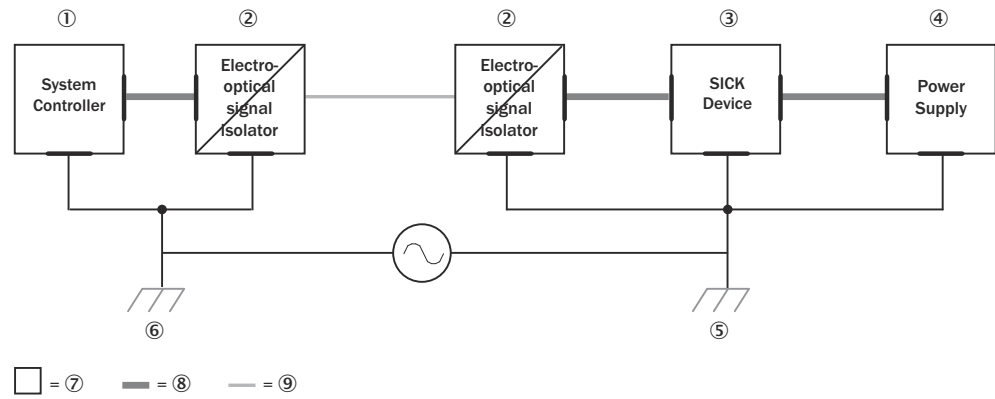 ① ② ② ③ ④
System
Controller
Electro-
optical
signal
Isolator
Electro-
optical
signal
Isolator
SICK
Device
Power
Supply
⑥ ⑤
= ⑦ = ⑧ = ⑨